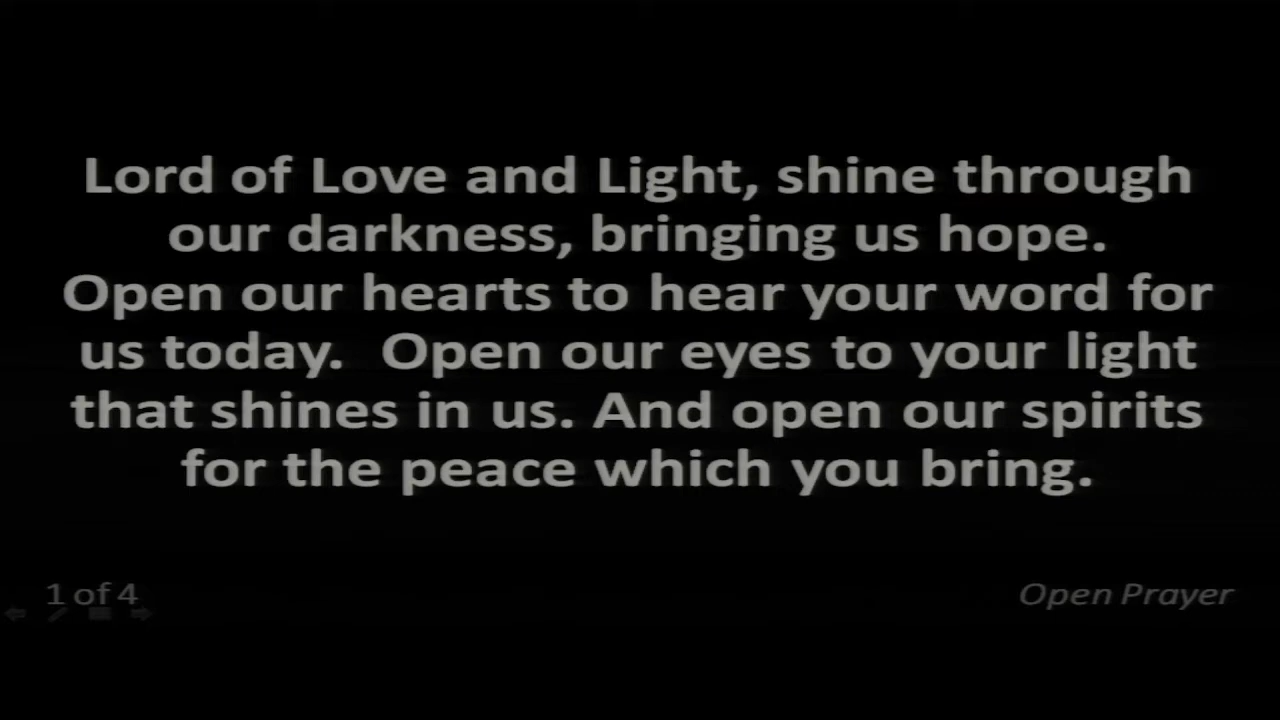 Lord of Love and Light, shine through
our darkness, bringing us hope.
Open our hearts to hear your word for
us today.  Open our eyes to your light
that shines in us. And open our spirits
for the peace which you bring.
1 of 4
Open Prayer